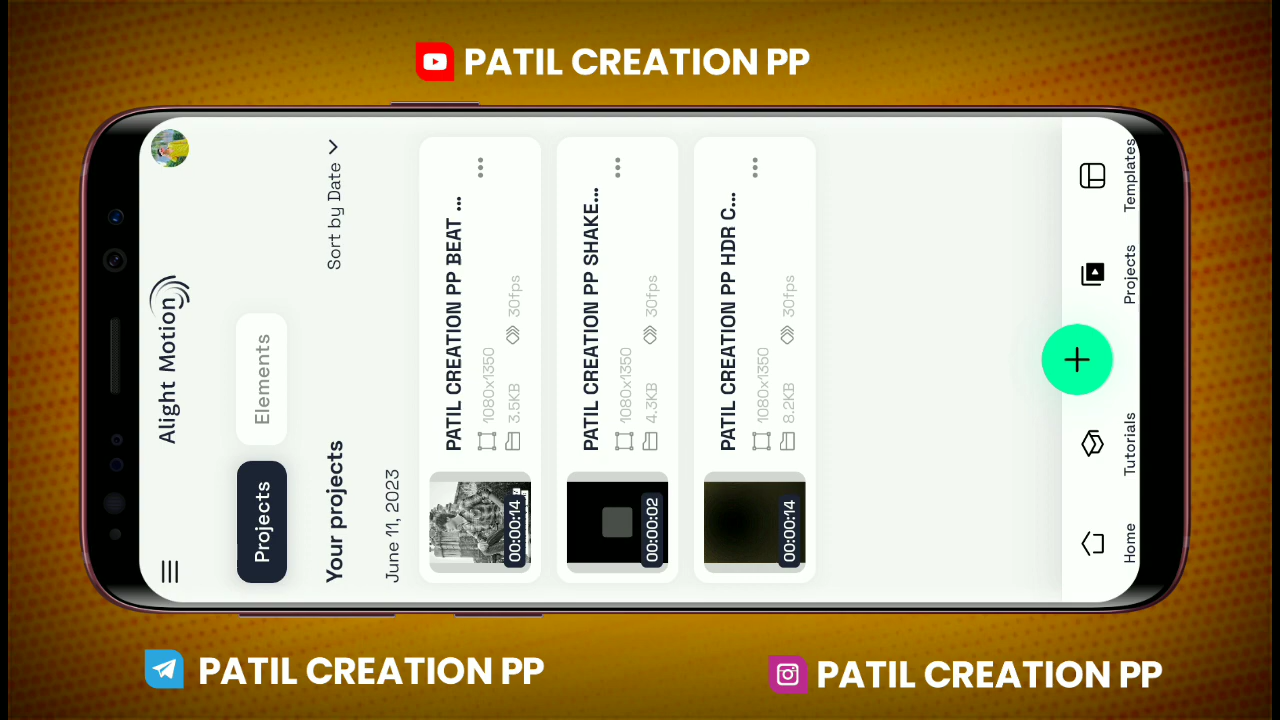 PATIL CREATION PP
Alight Motion
Projects
Elements
Your projects
Sort by Date
June 11, 2023
PATIL CREATION PP BEAT ...
1080x1350
3.5KB
30fps
00:00:14
PATIL CREATION PP SHAKE...
1080x1350
4.3KB
30fps
00:00:02
PATIL CREATION PP HDR C...
1080x1350
8.2KB
30fps
00:00:14
Home
Tutorials
Projects
Templates
PATIL CREATION PP
PATIL CREATION PP